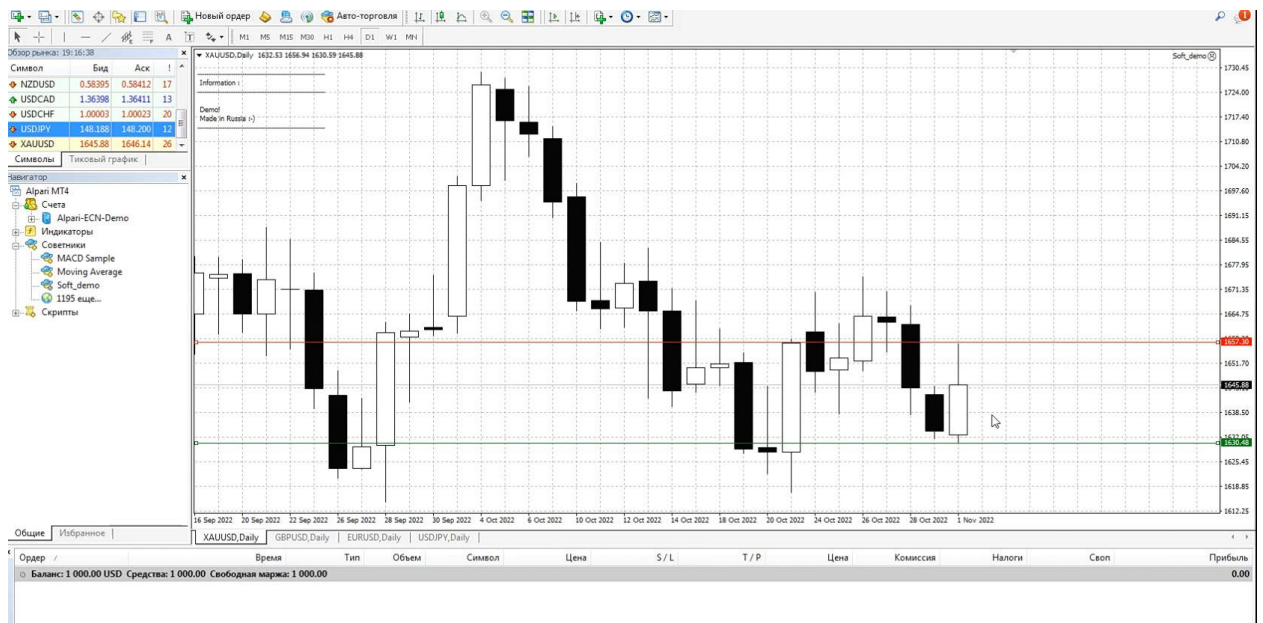 Новый ордер Авто-торговля 1
A T M1 M5 M15 M30 H1 H4 D1 W1 MN
Обзор рынка: 19:16:38
Символ Бид Аск !
NZDUSD 0.58395 0.58412 17
USDCAD 1.36398 1.36411 13
USDCHF 1.00003 1.00023 20
USDJPY 148.188 148.200 12
XAUUSD 1645.88 1646.14 26
Символы Тиковый график
Навигатор
Alpari MT4
Счета
Alpari-ECN-Demo
Индикаторы
Советники
MACD Sample
Moving Average
Soft_demo
1195 еще...
Скрипты
Общие Избранное
XAUUSD,Daily 1632.53 1656.94 1630.59 1645.88
Soft_demo
Information :
Demo!
Made in Russia :-)
1730.45
1724.00
1717.40
1710.80
1704.20
1697.60
1691.15
1684.55
1677.95
1671.35
1664.75
1657.30
1651.70
1645.88
1638.50
1630.48
1625.45
1618.85
1612.25
16 Sep 2022 20 Sep 2022 22 Sep 2022 26 Sep 2022 28 Sep 2022 30 Sep 2022 4 Oct 2022 6 Oct 2022 10 Oct 2022 12 Oct 2022 14 Oct 2022 18 Oct 2022 20 Oct 2022 24 Oct 2022 26 Oct 2022 28 Oct 2022 1 Nov 2022
XAUUSD,Daily GBPUSD,Daily EURUSD,Daily USDJPY,Daily
Ордер Время Тип Объем Символ Цена S / L T / P Цена Комиссия Налоги Своп Прибыль
Баланс: 1 000.00 USD Средства: 1 000.00 Свободная маржа: 1 000.00 0.00